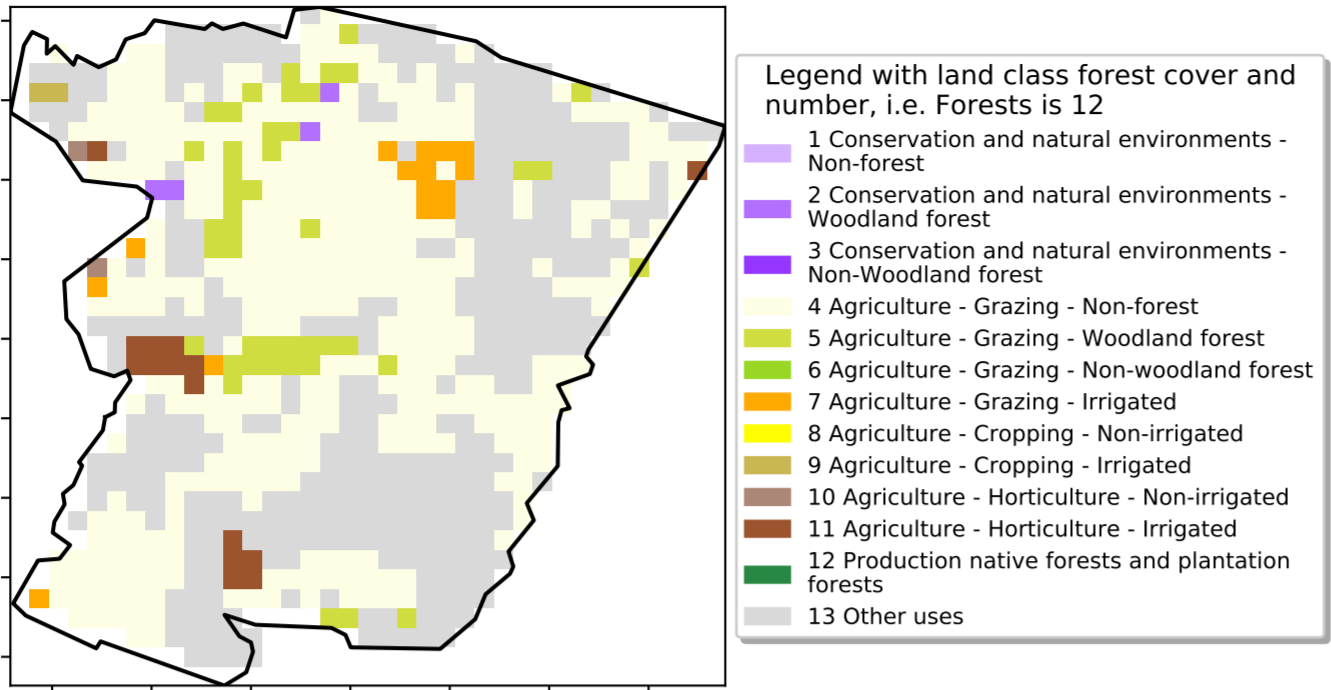 Legend with land class forest cover and
number, i.e. Forests is 12
1 Conservation and natural environments -
Non-forest
2 Conservation and natural environments -
Woodland forest
3 Conservation and natural environments -
Non-Woodland forest
4 Agriculture - Grazing - Non-forest
5 Agriculture - Grazing - Woodland forest
6 Agriculture - Grazing - Non-woodland forest
7 Agriculture - Grazing - Irrigated
8 Agriculture - Cropping - Non-irrigated
9 Agriculture - Cropping - Irrigated
10 Agriculture - Horticulture - Non-irrigated
11 Agriculture - Horticulture - Irrigated
12 Production native forests and plantation
forests
13 Other uses